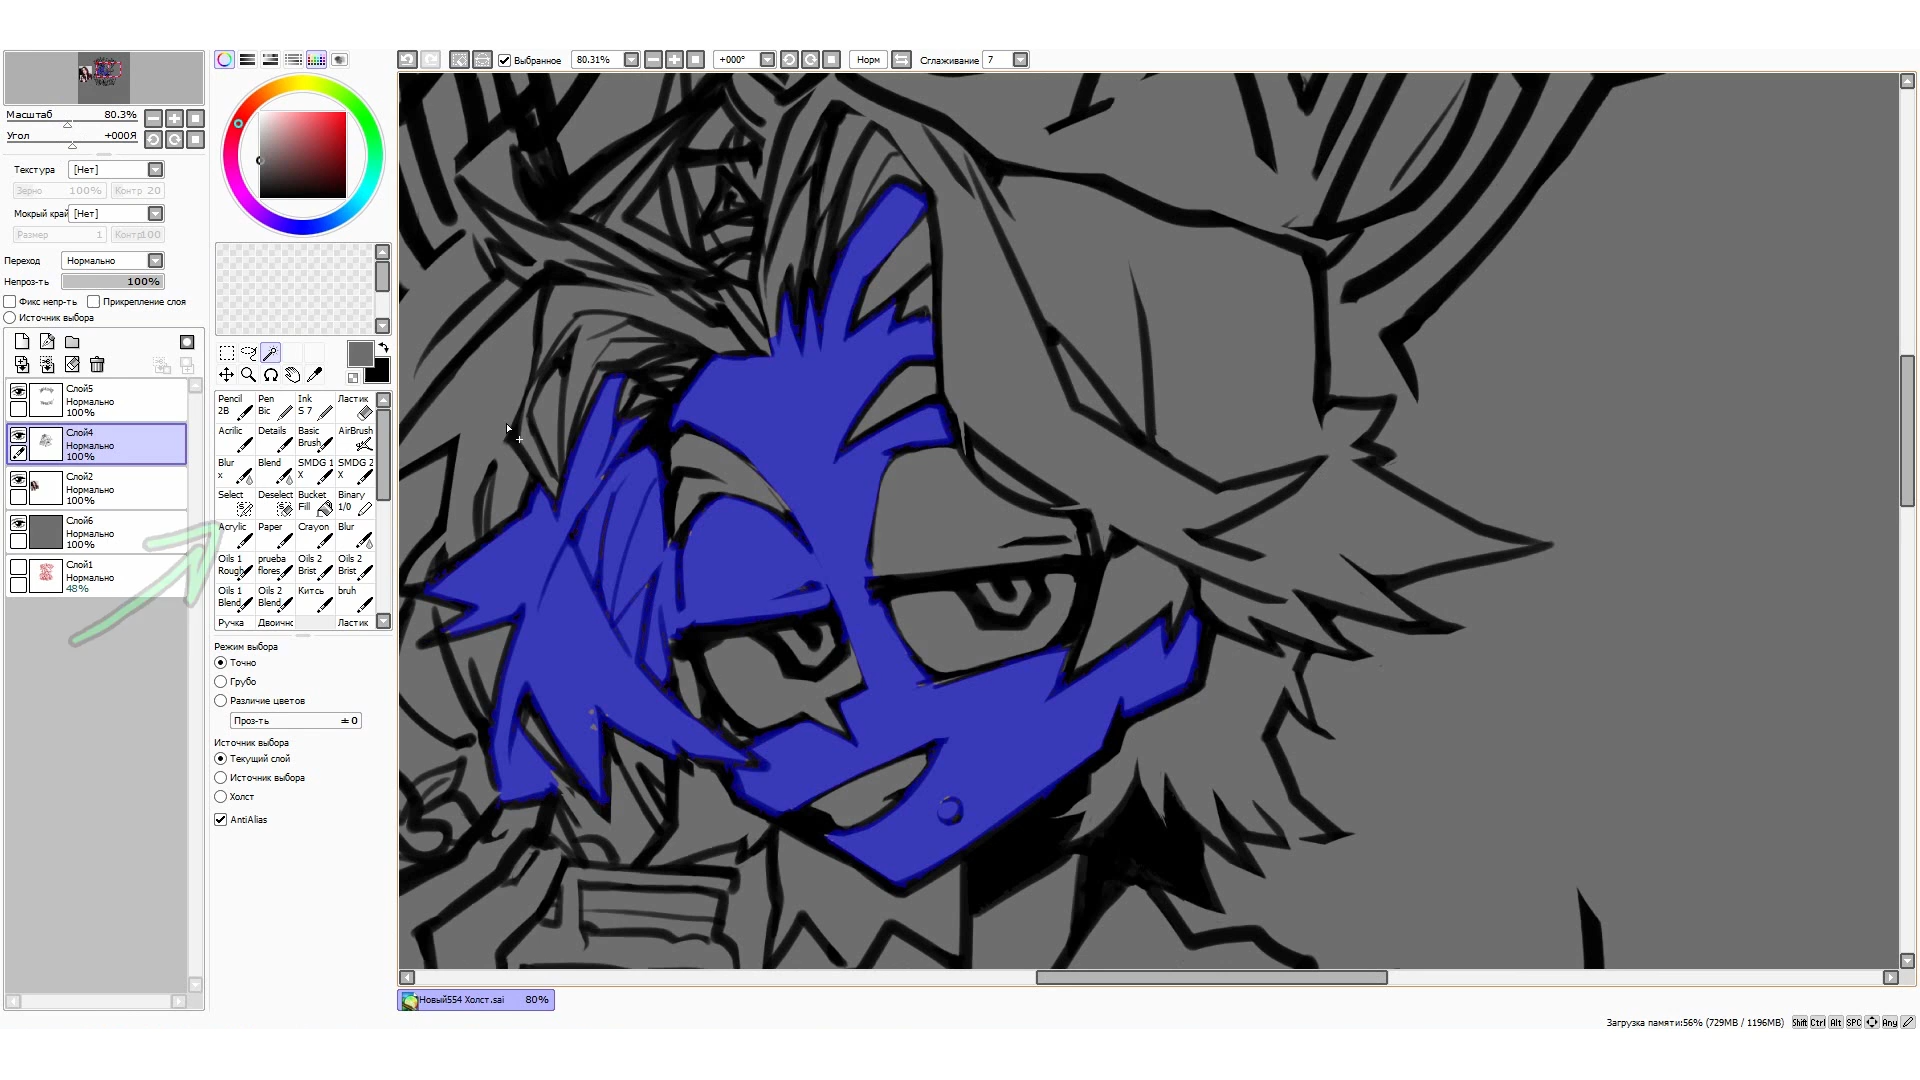 Выбранное
80.31%
+000°
Норм
Сглаживание
7
Масштаб
80.3%
Угол
+000Я
Текстура
[Нет]
Зерно
100%
Контр 20
Мокрый край
[Нет]
Размер
1
Контр100
Переход
Нормально
Непроз-ть
100%
Фикс непр-ть
Прикрепление слоя
Источник выбора
Слой5
Нормально
100%
Слой4
Нормально
100%
Слой2
Нормально
100%
Слой6
Нормально
100%
Слой1
Нормально
48%
Pencil
2B
Pen
Bic
Ink
S 7
Ластик
Acrilic
Details
Basic
Brush
AirBrush
Blur
x
Blend
SMDG 1
X
SMDG 2
X
Select
Deselect
Bucket
Fill
Binary
1/0
Acrylic
Paper
Crayon
Blur
Oils 1
Rough
prueba
flores
Oils 2
Brist
Oils 2
Brist
Oils 1
Blend
Oils 2
Blend
Китсь
bruh
Ручка
Двоичнс
Ластик
Режим выбора
Точно
Грубо
Различие цветов
Проз-ть
±0
Источник выбора
Текущий слой
Источник выбора
Холст
AntiAlias
Новый554 Холст.sai
80%
Загрузка памяти:56% (729MB / 1196MB)
Shift Ctrl Alt SPC Any